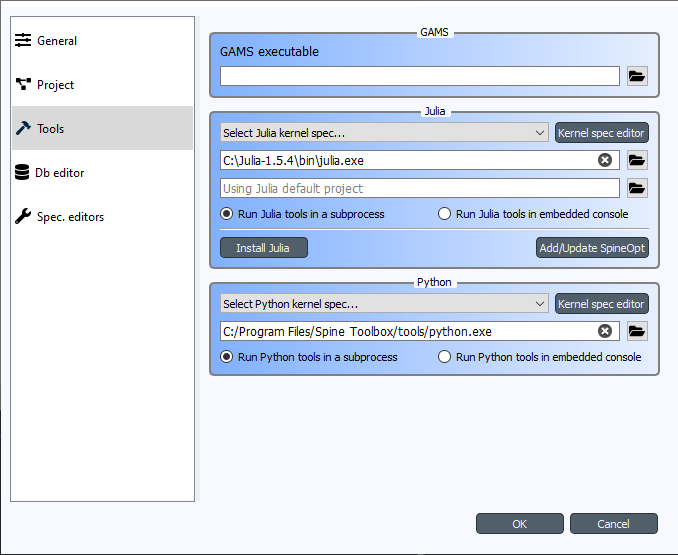 General
Project
Tools
Db editor
Spec. editors
GAMS
GAMS executable
Julia
Select Julia kernel spec...
Kernel spec editor
C:\Julia-1.5.4\bin\julia.exe
Using Julia default project
Run Julia tools in a subprocess
Run Julia tools in embedded console
Install Julia
Add/Update SpineOpt
Python
Select Python kernel spec...
Kernel spec editor
C:/Program Files/Spine Toolbox/tools/python.exe
Run Python tools in a subprocess
Run Python tools in embedded console
OK
Cancel